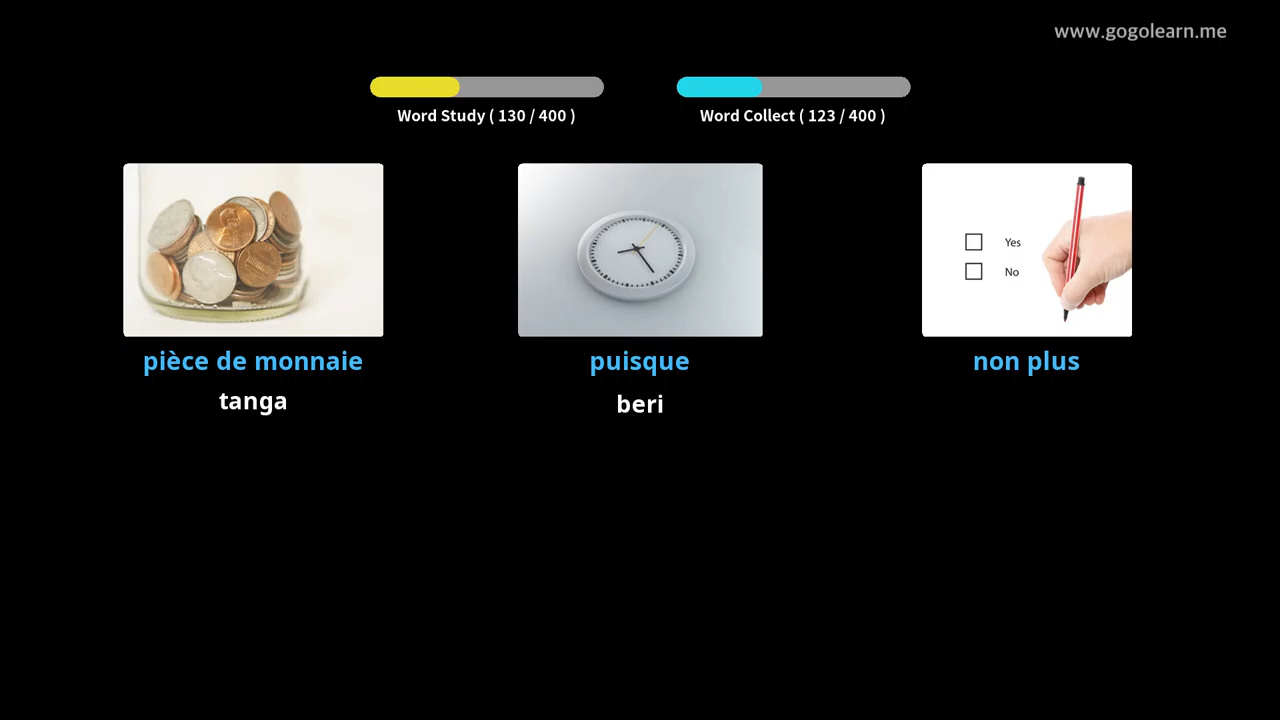 www.gogolearn.me
Word Study ( 130 / 400 )
Word Collect ( 123 / 400 )
Yes
No
pièce de monnaie
puisque
non plus
tanga
beri